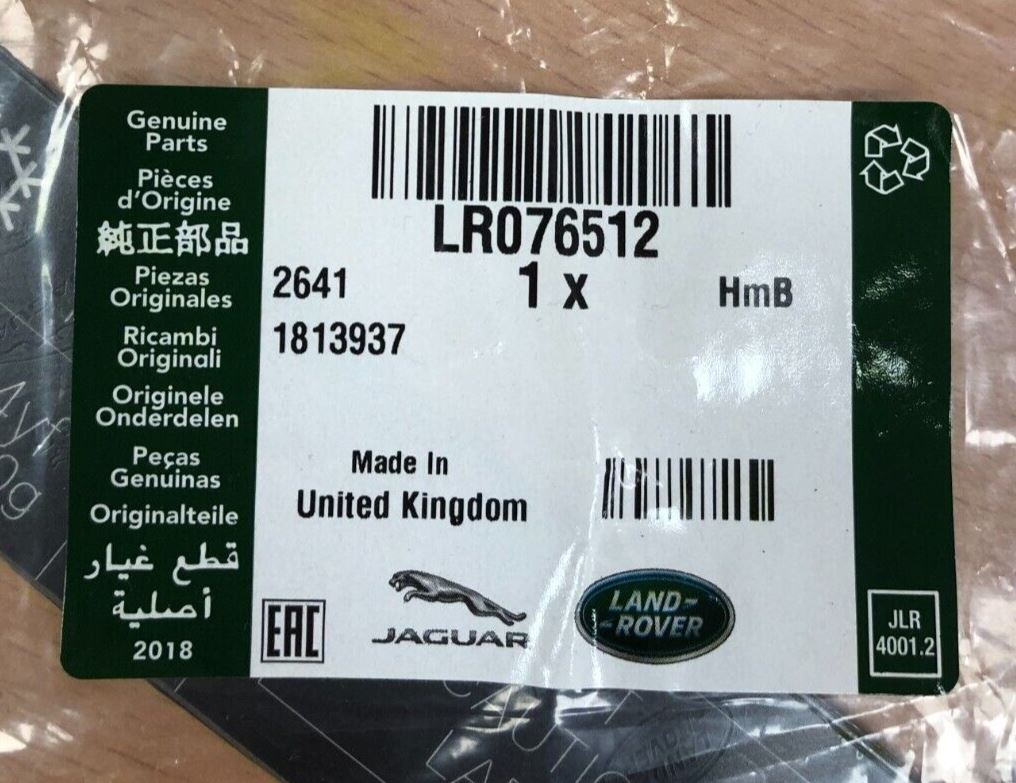 Genuine
Parts
Pièces
d'Origine
純正部品
Piezas
Originales
Ricambi
Originali
Originele
Onderdelen
Peças
Genuinas
Originalteile
قطع غيار
أصلية
2018
LR076512
2641
1 x
HmB
1813937
Made In
United Kingdom
EAC
JAGUAR
LAND-
-ROVER
JLR
4001.2
CAUTIO